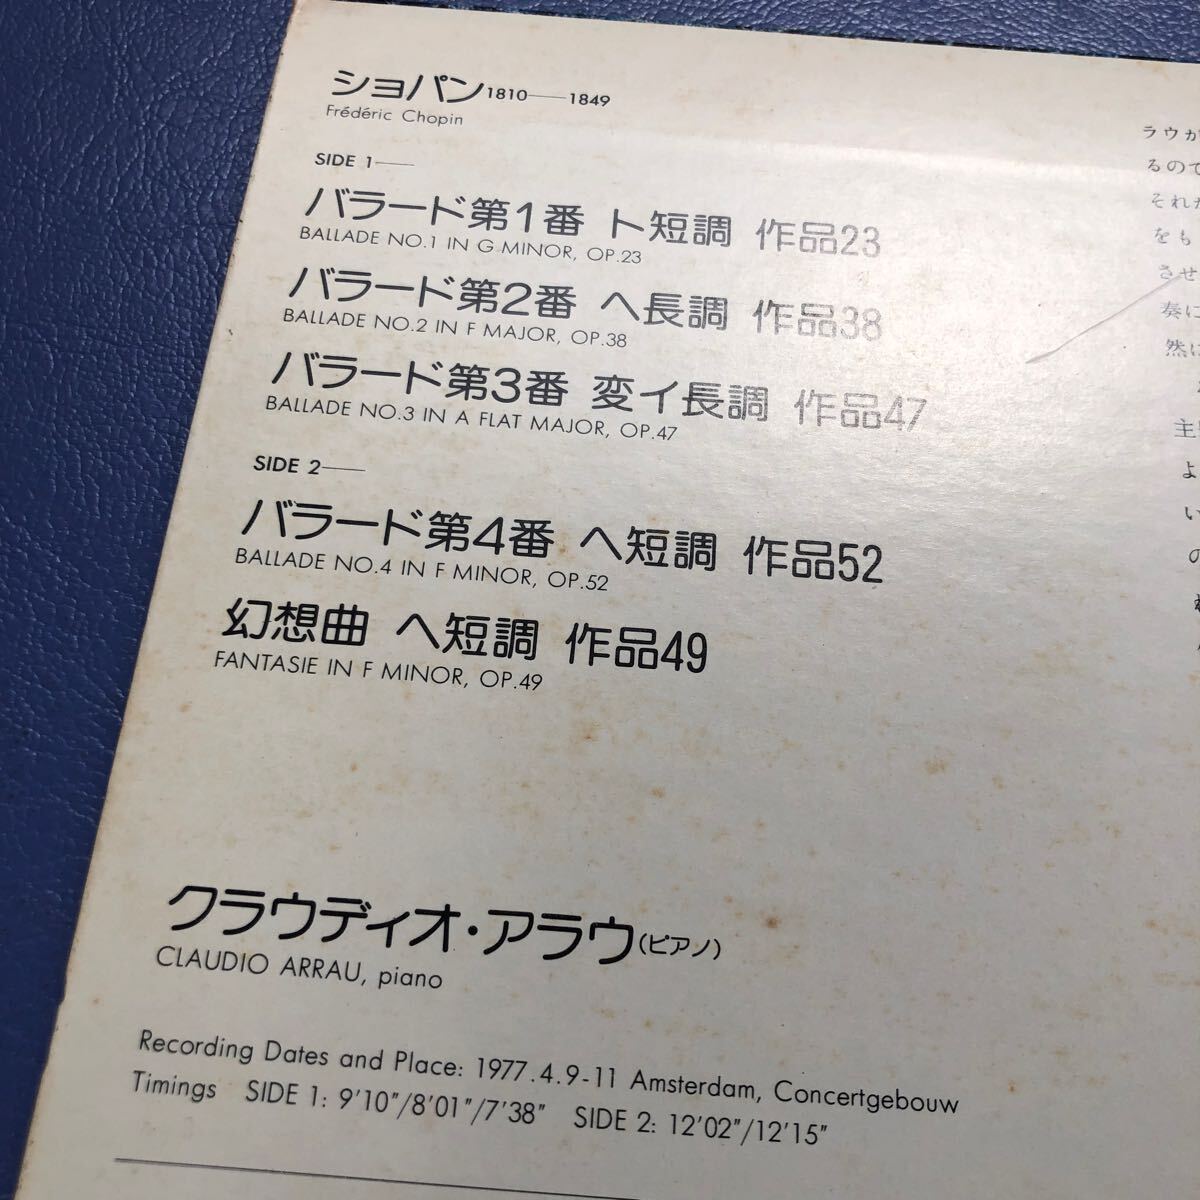 ショパン1810——1849
Frédéric Chopin
SIDE 1——
バラード第1番 ト短調 作品23
BALLADE NO.1 IN G MINOR, OP.23
バラード第2番 ヘ長調 作品38
BALLADE NO.2 IN F MAJOR, OP.38
バラード第3番 変イ長調 作品47
BALLADE NO.3 IN A FLAT MAJOR, OP.47
SIDE 2——
バラード第4番 ヘ短調 作品52
BALLADE NO.4 IN F MINOR, OP.52
幻想曲 ヘ短調 作品49
FANTASIE IN F MINOR, OP.49
クラウディオ・アラウ(ピアノ)
CLAUDIO ARRAU, piano
Recording Dates and Place: 1977.4.9-11 Amsterdam, Concertgebouw
Timings SIDE 1: 9'10"/8'01"/7'38" SIDE 2: 12'02"/12'15"
ラウが
るので
それが
をも
させ
奏に
然に
主
よ
い
の